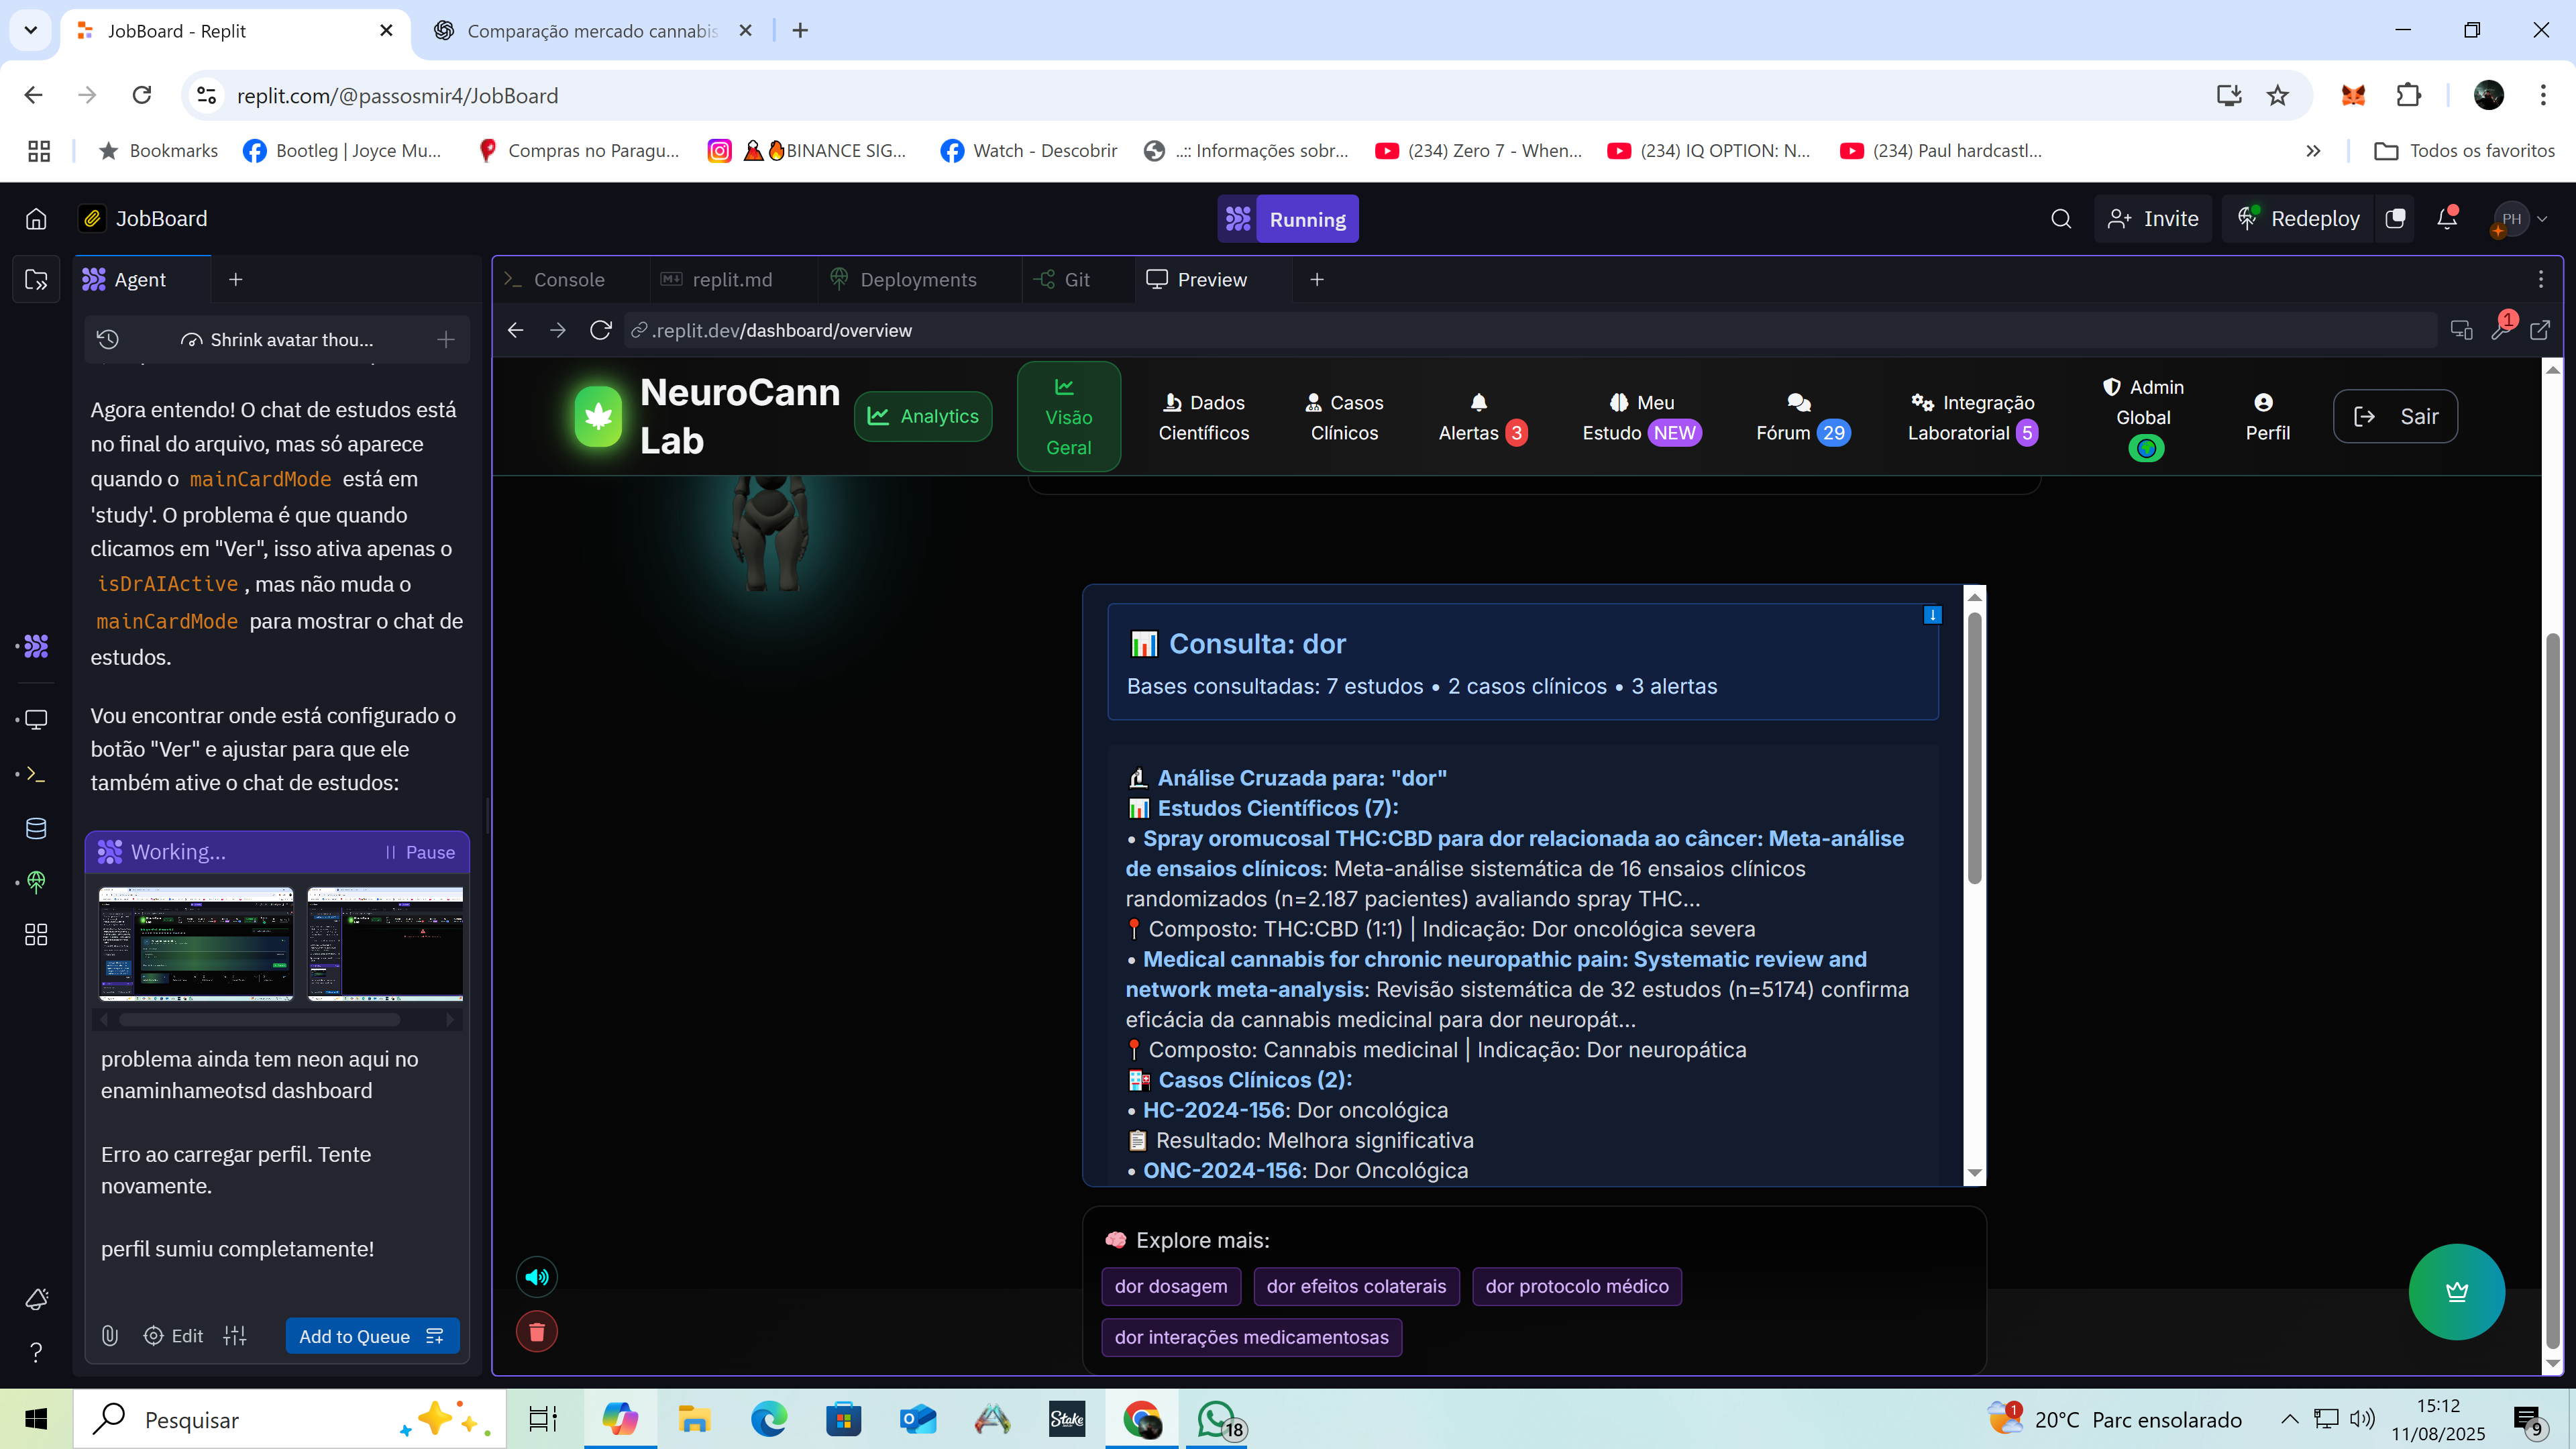 JobBoard - Replit
Comparação mercado cannabis
replit.com/@passosmir4/JobBoard
Bookmarks
Bootleg | Joyce Mu...
Compras no Paragu...
🌋🔥BINANCE SIG...
Watch - Descobrir
..:: Informações sobr...
(234) Zero 7 - When...
(234) IQ OPTION: N...
(234) Paul hardcastl...
Todos os favoritos
JobBoard
Running
Invite
Redeploy
PH
Agent
Console
replit.md
Deployments
Git
Preview
Shrink avatar thou...
.replit.dev/dashboard/overview
1
Agora entendo! O chat de estudos está
no final do arquivo, mas só aparece
quando o mainCardMode está em
'study'. O problema é que quando
clicamos em "Ver", isso ativa apenas o
isDrAIActive, mas não muda o
mainCardMode para mostrar o chat de
estudos.
Vou encontrar onde está configurado o
botão "Ver" e ajustar para que ele
também ative o chat de estudos:
Working...
Pause
problema ainda tem neon aqui no
enaminhameotsd dashboard
Erro ao carregar perfil. Tente
novamente.
perfil sumiu completamente!
Edit
Add to Queue
NeuroCann
Lab
Analytics
Visão
Geral
Dados
Científicos
Casos
Clínicos
Alertas 3
Meu
Estudo NEW
Fórum 29
Integração
Laboratorial 5
Admin
Global
Perfil
Sair
📊 Consulta: dor
Bases consultadas: 7 estudos • 2 casos clínicos • 3 alertas
🔬 Análise Cruzada para: "dor"
📊 Estudos Científicos (7):
• Spray oromucosal THC:CBD para dor relacionada ao câncer: Meta-análise
de ensaios clínicos: Meta-análise sistemática de 16 ensaios clínicos
randomizados (n=2.187 pacientes) avaliando spray THC...
📍 Composto: THC:CBD (1:1) | Indicação: Dor oncológica severa
• Medical cannabis for chronic neuropathic pain: Systematic review and
network meta-analysis: Revisão sistemática de 32 estudos (n=5174) confirma
eficácia da cannabis medicinal para dor neuropát...
📍 Composto: Cannabis medicinal | Indicação: Dor neuropática
🏥 Casos Clínicos (2):
• HC-2024-156: Dor oncológica
📋 Resultado: Melhora significativa
• ONC-2024-156: Dor Oncológica
🧠 Explore mais:
dor dosagem
dor efeitos colaterais
dor protocolo médico
dor interações medicamentosas
Pesquisar
Stake
18
1
20°C Parc ensolarado
15:12
11/08/2025
9